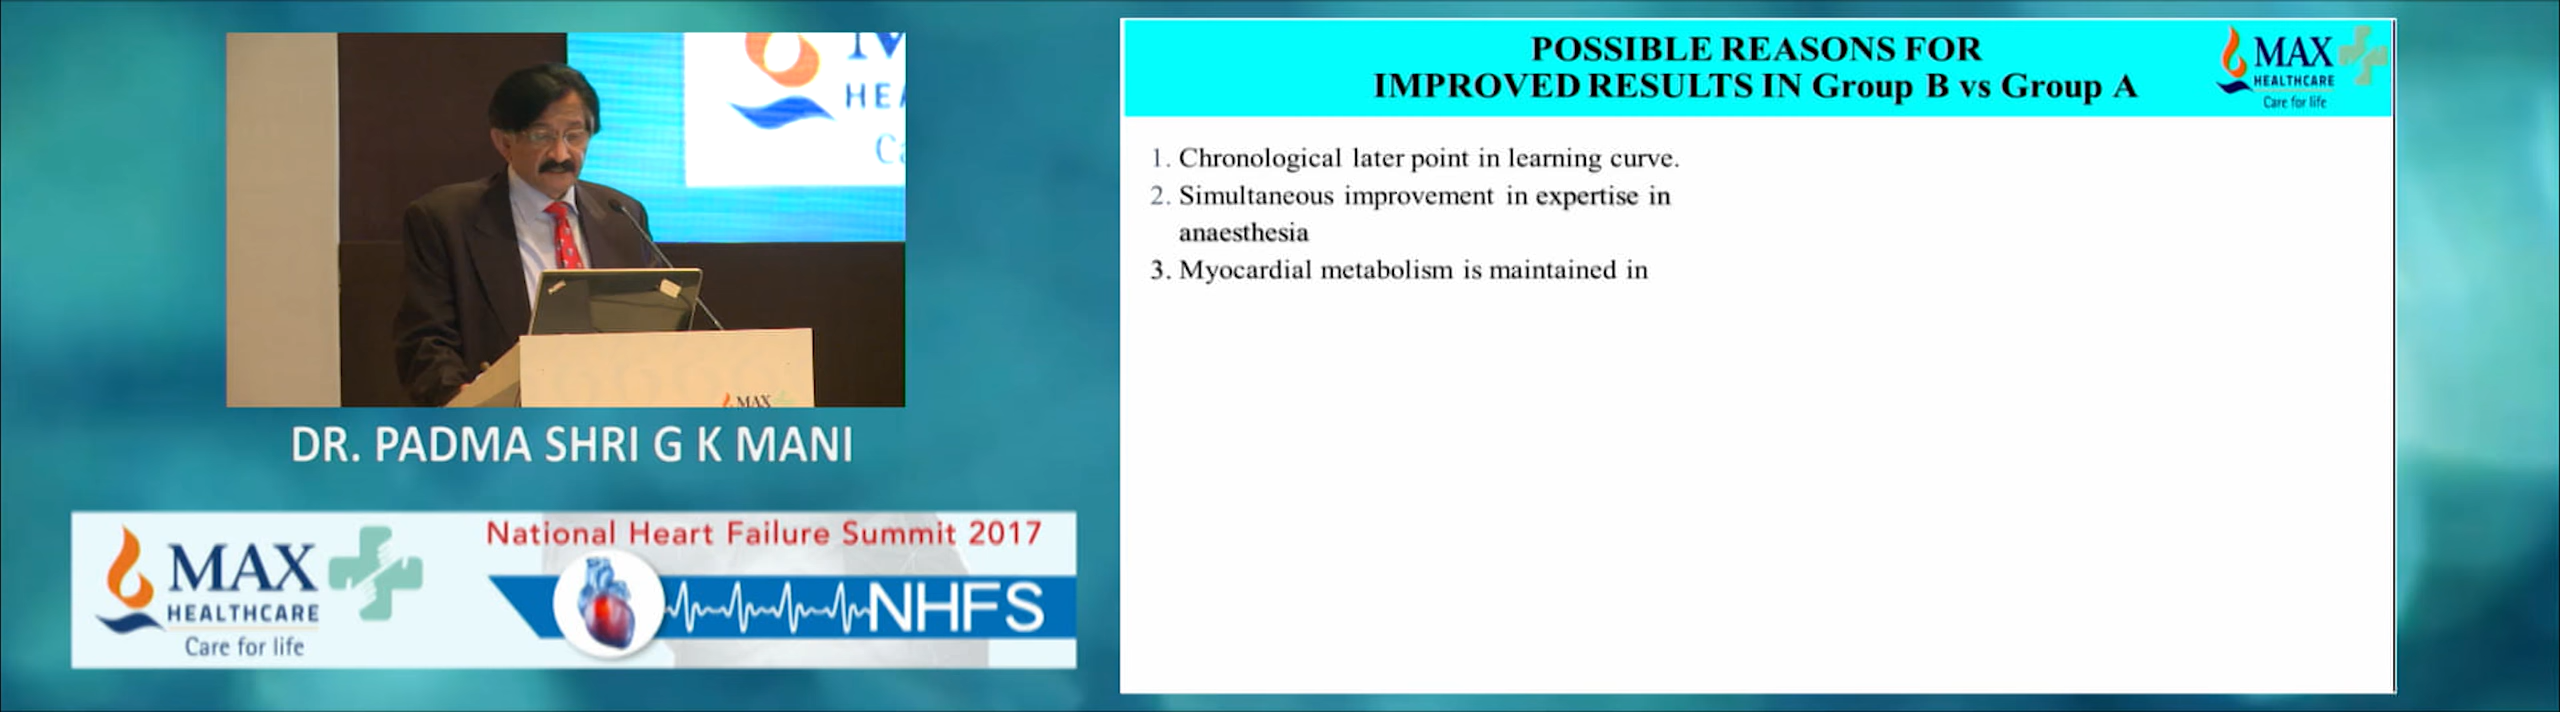 HEA
DR. PADMA SHRI G K MANI
MAX
MAX
HEALTHCARE
Care for life
National Heart Failure Summit 2017
NHFS
POSSIBLE REASONS FOR
IMPROVED RESULTS IN Group B vs Group A
MAX
HEALTHCARE
Care for life
1. Chronological later point in learning curve.
2. Simultaneous improvement in expertise in
anaesthesia
3. Myocardial metabolism is maintained in